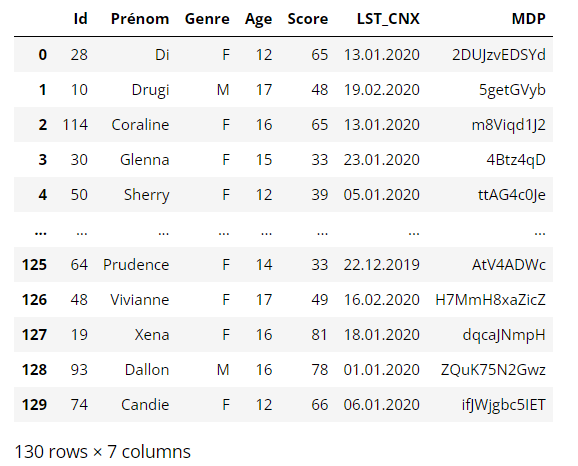 Id Prénom Genre Age Score LST_CNX MDP
0 28 Di F 12 65 13.01.2020 2DUJzvEDSYd
1 10 Drugi M 17 48 19.02.2020 5getGVyb
2 114 Coraline F 16 65 13.01.2020 m8Viqd1J2
3 30 Glenna F 15 33 23.01.2020 4Btz4qD
4 50 Sherry F 12 39 05.01.2020 ttAG4c0Je
... ... ... ... ... ... ... ...
125 64 Prudence F 14 33 22.12.2019 AtV4ADWc
126 48 Vivianne F 17 49 16.02.2020 H7MmH8xaZicZ
127 19 Xena F 16 81 18.01.2020 dqcaJNmpH
128 93 Dallon M 16 78 01.01.2020 ZQuK75N2Gwz
129 74 Candie F 12 66 06.01.2020 ifJWjgbc5IET
130 rows × 7 columns